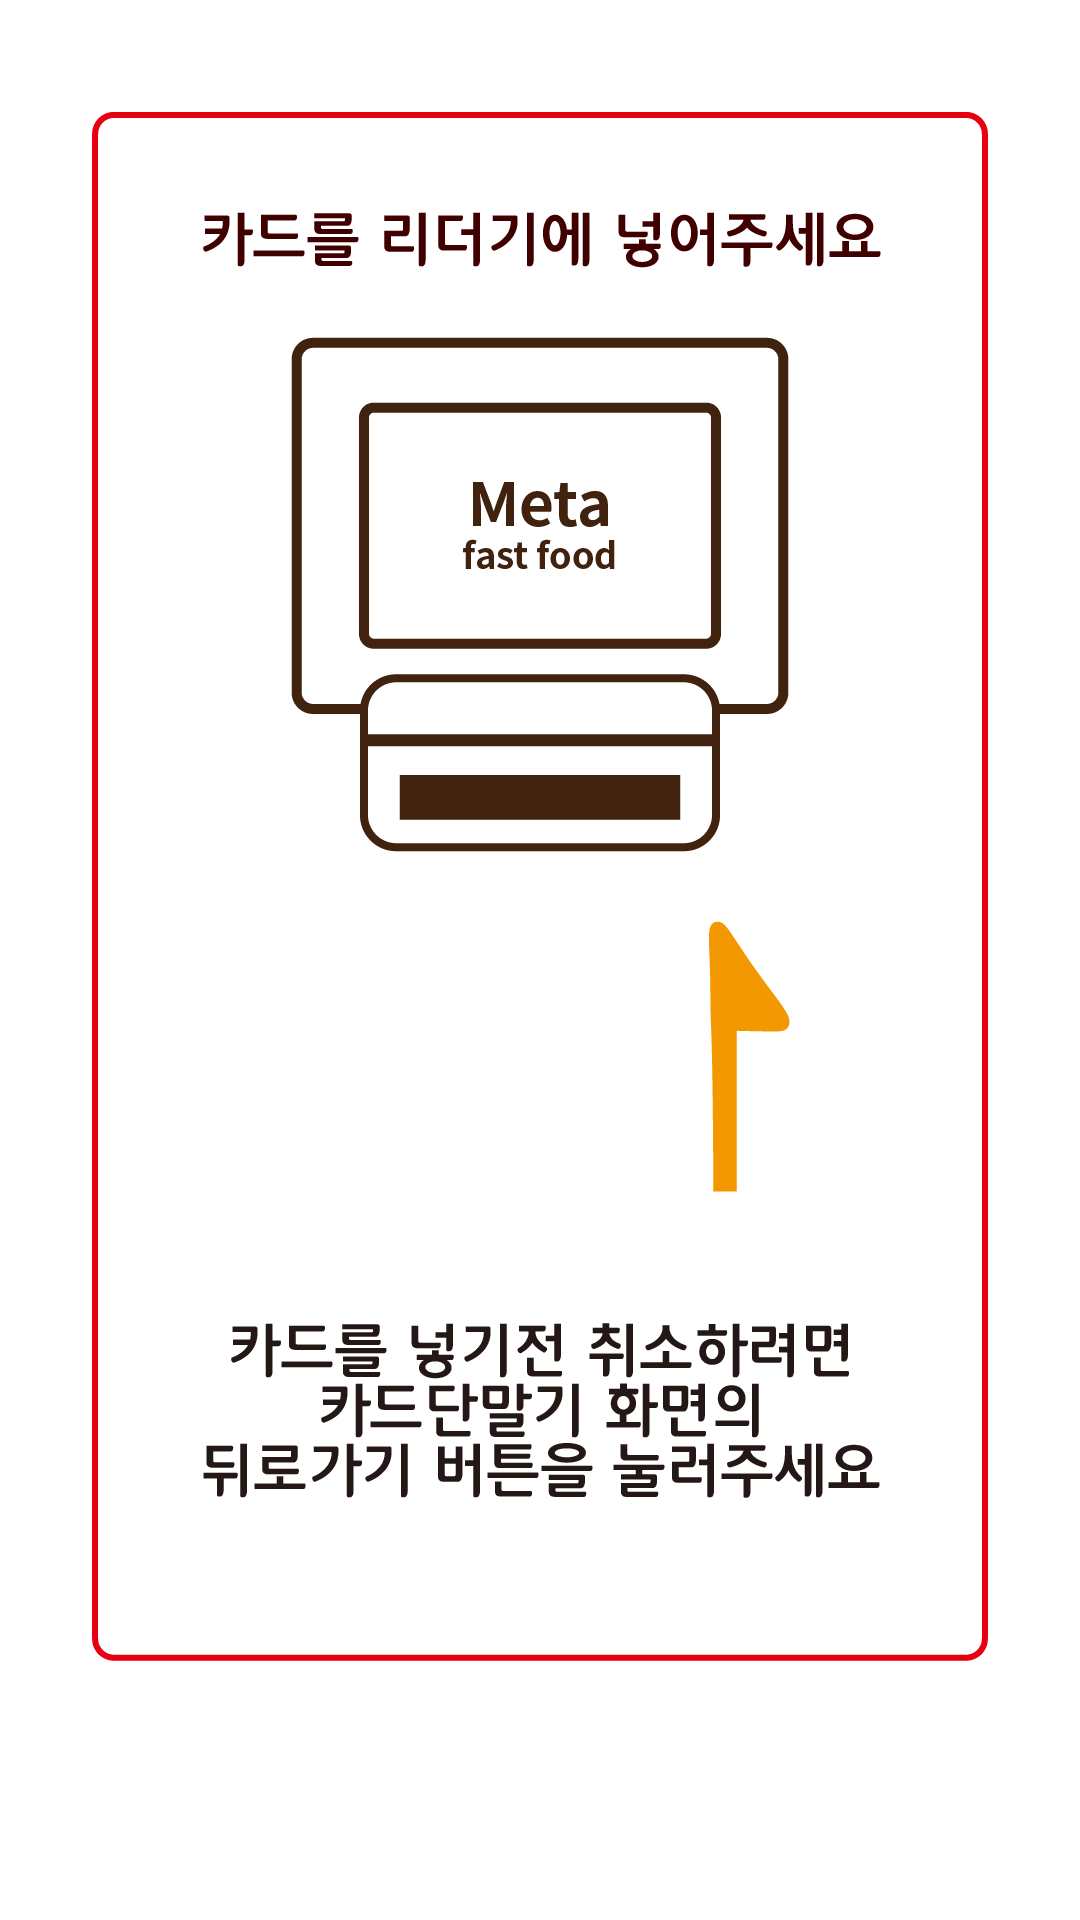 카드를 리더기에 넣어주세요
Meta
fast food
카드를 넣기전 취소하려면
카드단말기 화면의
뒤로가기 버튼을 눌러주세요